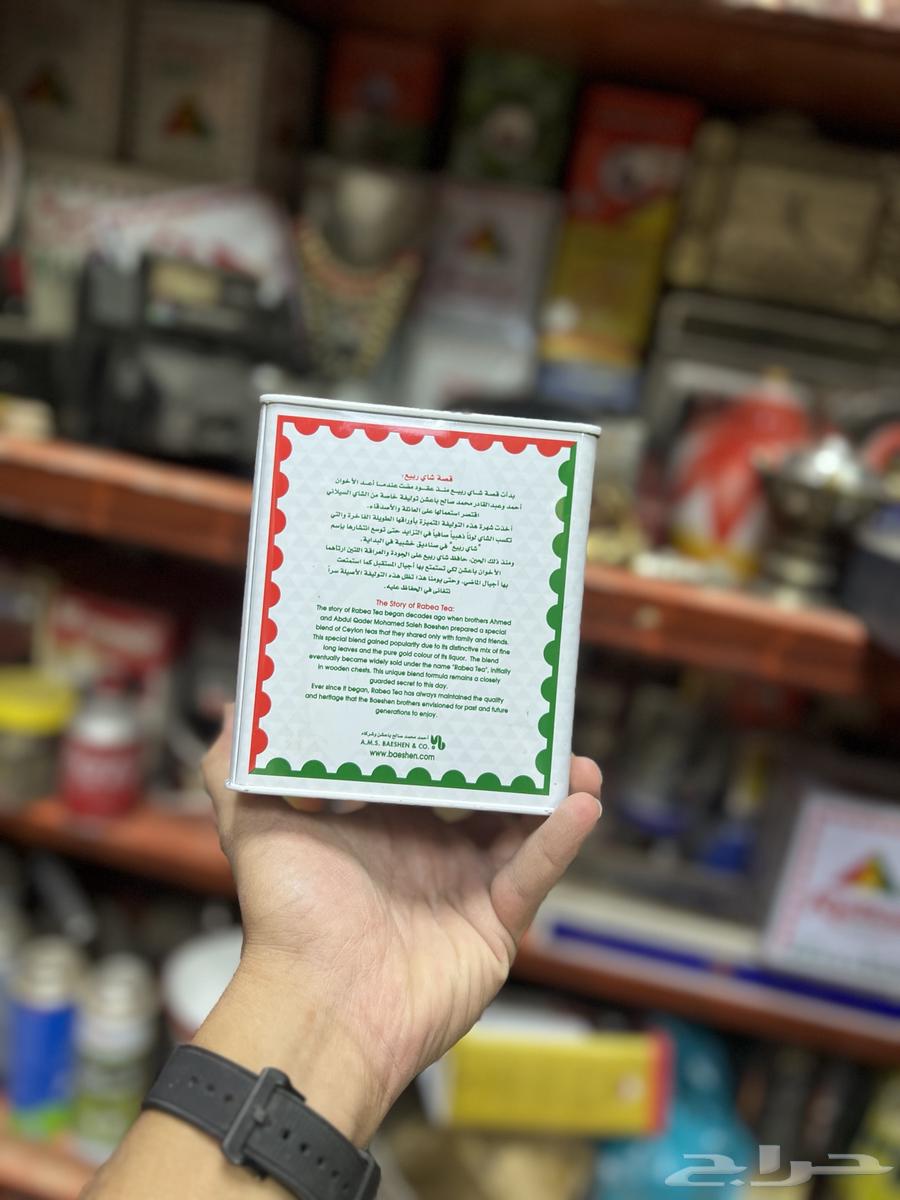 قصة شاي ربيع:
بدأت قصة شاي ربيع منذ عقود مضت عندما أعد الأخوان
أحمد وعبدالقادر محمد صالح باعشن توليفة خاصة من الشاي السيلاني
اقتصر استعمالها على العائلة والأصدقاء.
أخذت شهرة هذه التوليفة المتميزة بأوراقها الطويلة الفاخرة والتي
تكسب الشاي لوناً ذهبياً صافياً في التزايد حتى توسع انتشارها بإسم
"شاي ربيع" في صناديق خشبية في البداية.
ومنذ ذلك الحين، حافظ شاي ربيع على الجودة والعراقة اللتين ارتآهما
الأخوان باعشن لكي تستمتع بها أجيال المستقبل كما استمتعت
بها أجيال الماضي. وحتى يومنا هذا تظل هذه التوليفة الأصيلة سراً
نتفانى في الحفاظ عليه.
The Story of Rabea Tea:
The story of Rabea Tea began decades ago when brothers Ahmed
and Abdul Qader Mohamed Saleh Baeshen prepared a special
blend of Ceylon teas that they shared only with family and friends.
This special blend gained popularity due to its distinctive mix of fine
long leaves and the pure gold colour of its liquor. The blend
eventually became widely sold under the name "Rabea Tea", initially
in wooden chests. This unique blend formula remains a closely
guarded secret to this day.
Ever since it began, Rabea Tea has always maintained the quality
and heritage that the Baeshen brothers envisioned for past and future
generations to enjoy.
أحمد محمد صالح باعشن وشركاه
A.M.S. BAESHEN & CO.
www.baeshen.com
حراج